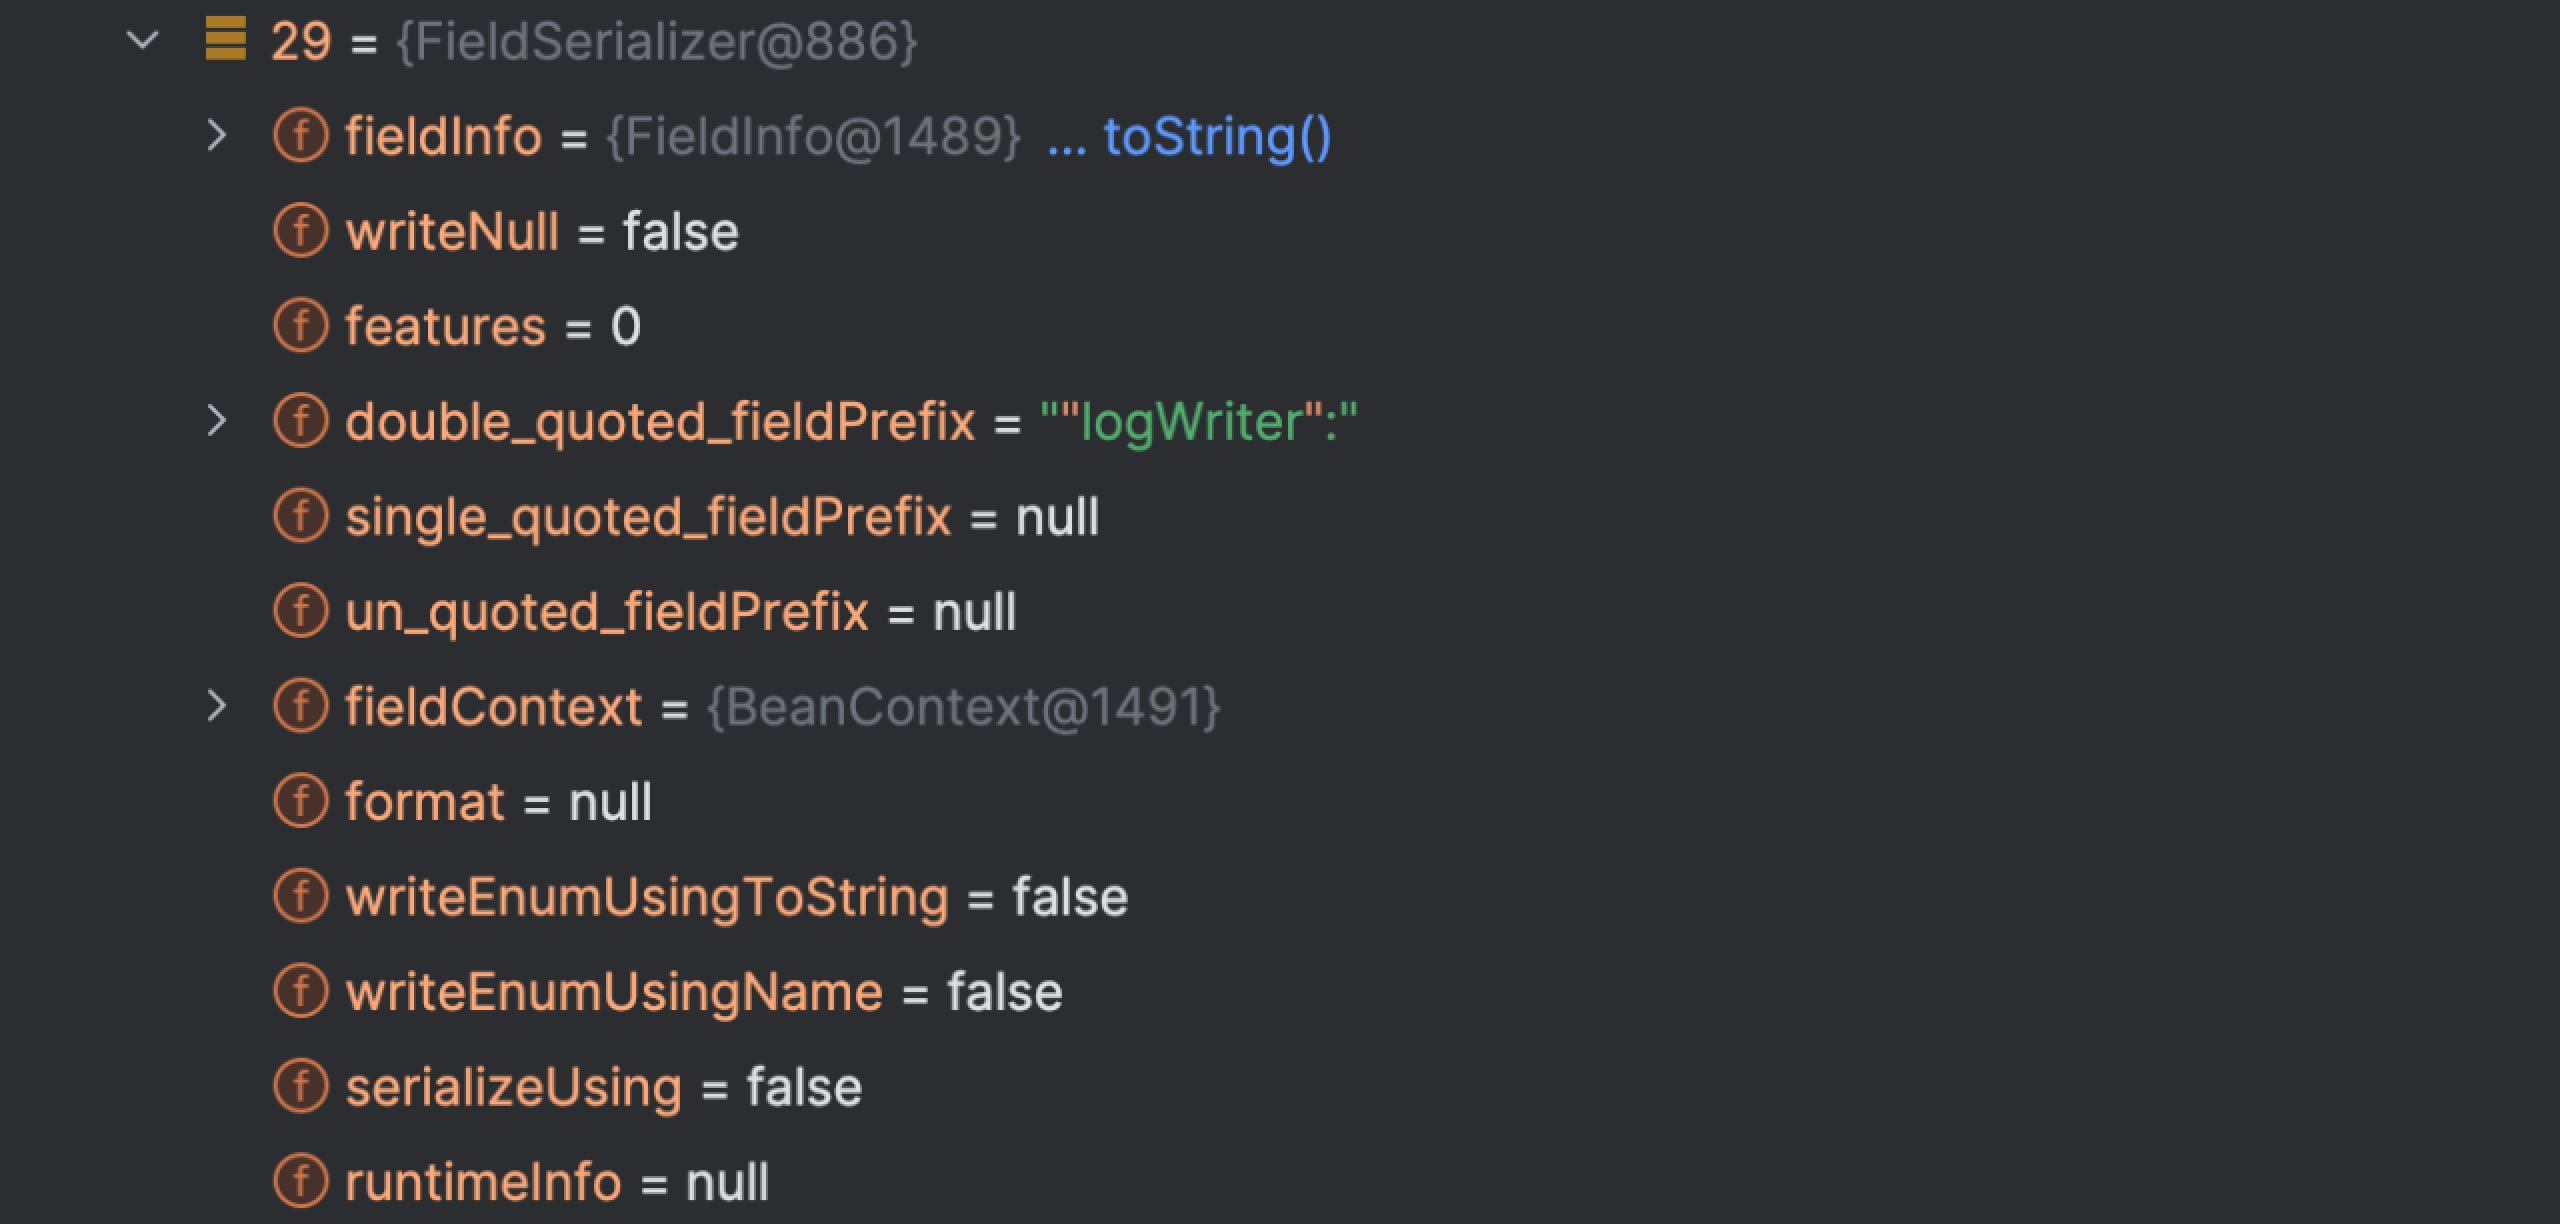 29 = {FieldSerializer@886}
fieldInfo = {FieldInfo@1489} ... toString()
writeNull = false
features = 0
double_quoted_fieldPrefix = ""logWriter":"
single_quoted_fieldPrefix = null
un_quoted_fieldPrefix = null
fieldContext = {BeanContext@1491}
format = null
writeEnumUsingToString = false
writeEnumUsingName = false
serializeUsing = false
runtimeInfo = null